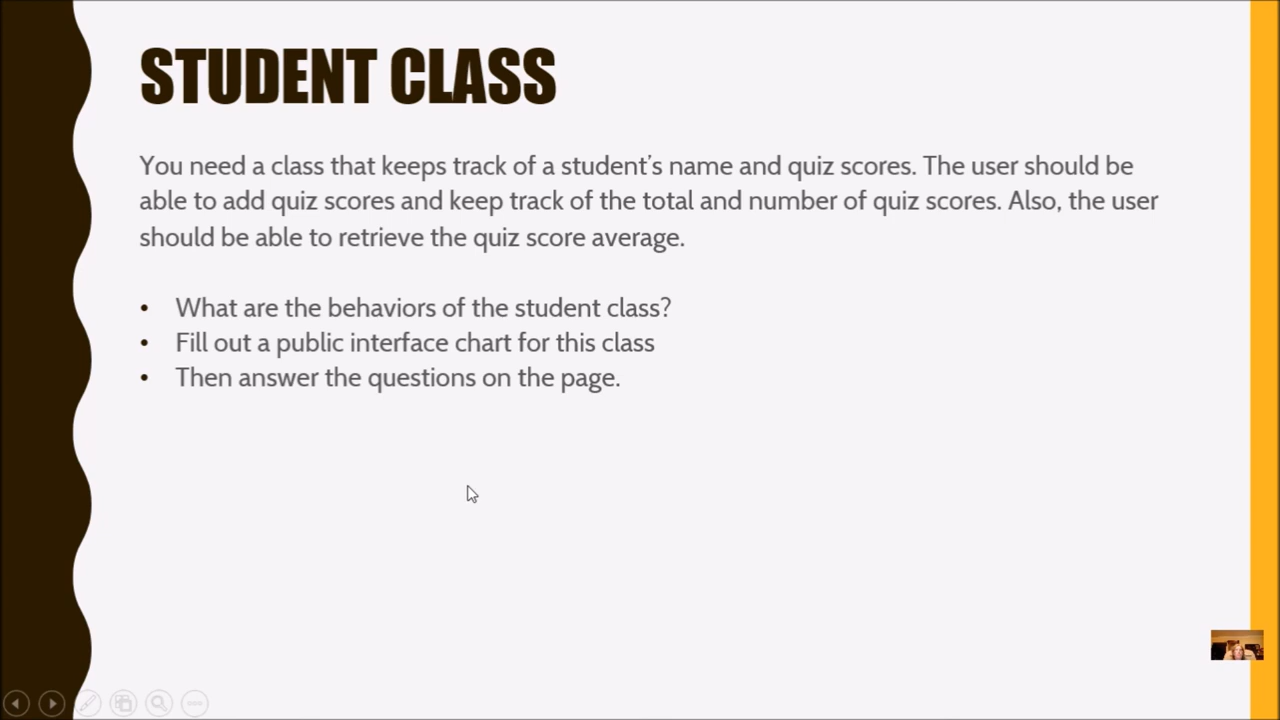 STUDENT CLASS
You need a class that keeps track of a student’s name and quiz scores. The user should be
able to add quiz scores and keep track of the total and number of quiz scores. Also, the user
should be able to retrieve the quiz score average.
• What are the behaviors of the student class?
• Fill out a public interface chart for this class
• Then answer the questions on the page.